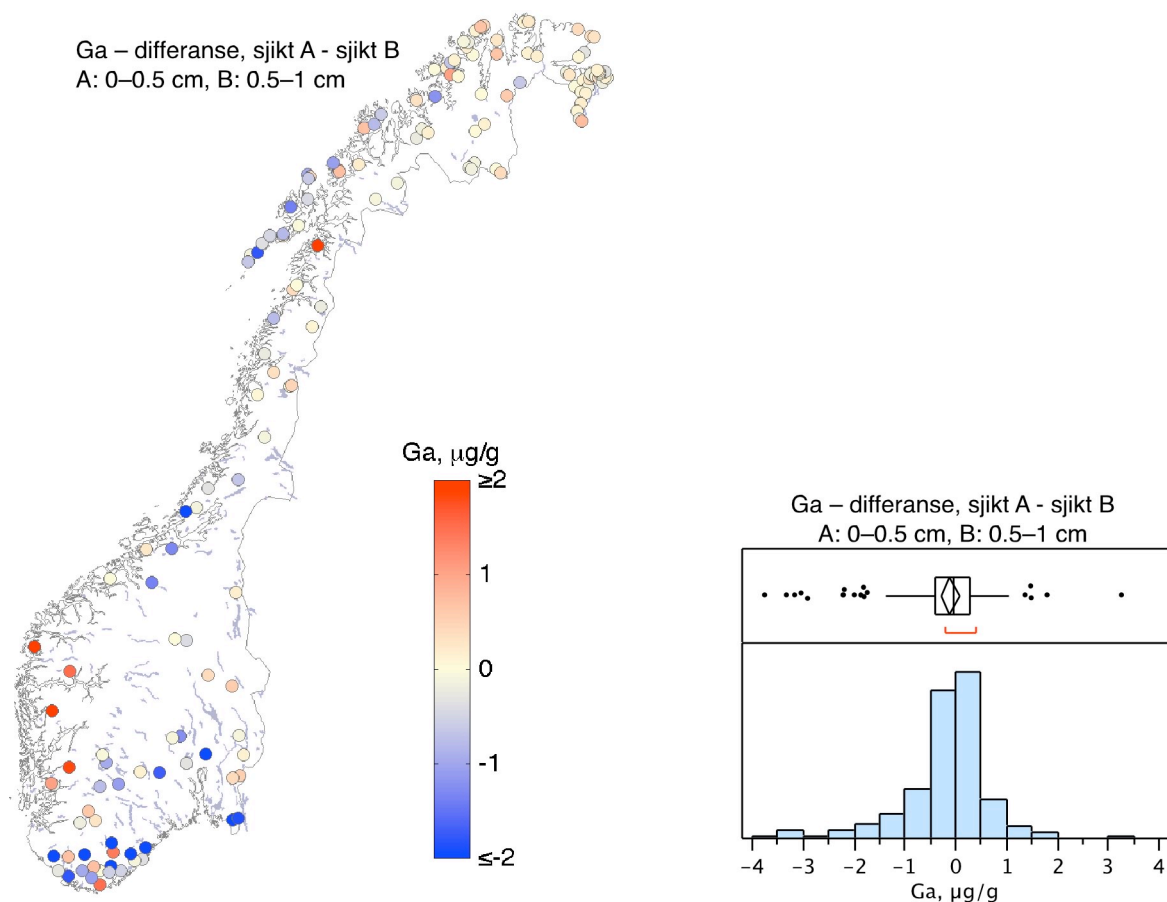 Ga – differanse, sjikt A - sjikt B
A: 0–0.5 cm, B: 0.5–1 cm
Ga, µg/g
≥2
1
0
-1
≤-2
Ga – differanse, sjikt A - sjikt B
A: 0–0.5 cm, B: 0.5–1 cm
-4 -3 -2 -1 0 1 2 3 4
Ga, µg/g